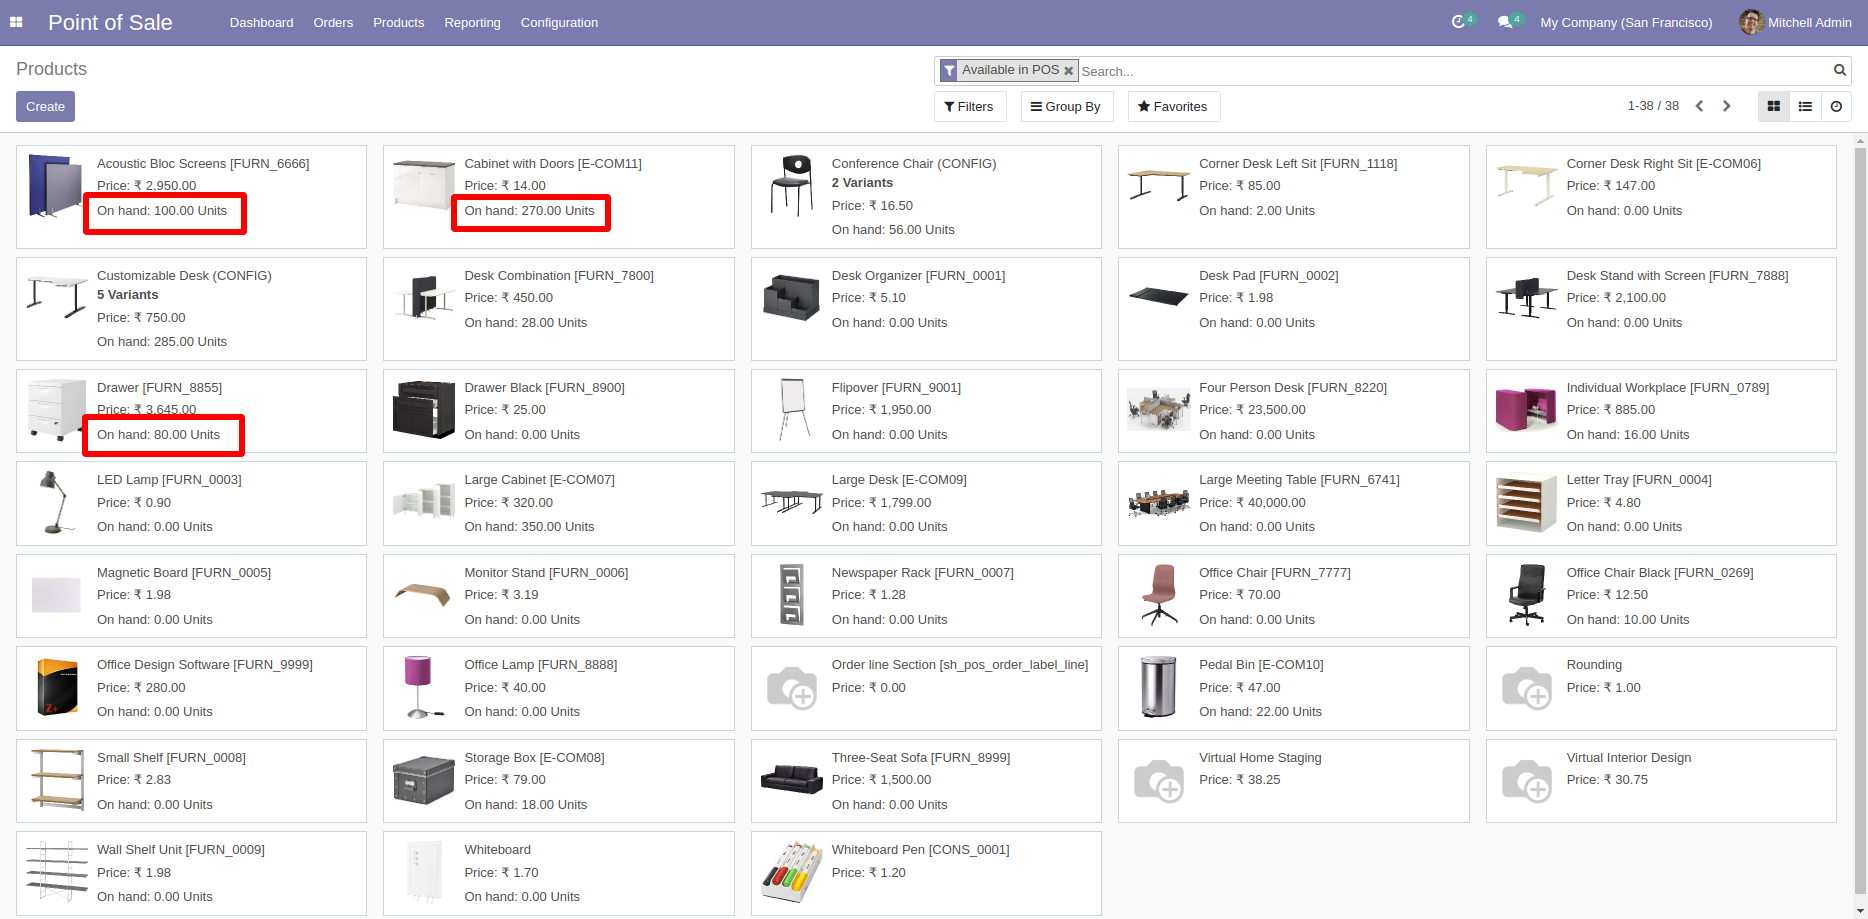 Point of Sale
Dashboard Orders Products Reporting Configuration
4 4 My Company (San Francisco) Mitchell Admin
Products
Available in POS Search...
Create
Filters Group By Favorites
1-38 / 38
Acoustic Bloc Screens [FURN_6666]
Price: ₹ 2,950.00
On hand: 100.00 Units
Cabinet with Doors [E-COM11]
Price: ₹ 14.00
On hand: 270.00 Units
Conference Chair (CONFIG)
2 Variants
Price: ₹ 16.50
On hand: 56.00 Units
Corner Desk Left Sit [FURN_1118]
Price: ₹ 85.00
On hand: 2.00 Units
Corner Desk Right Sit [E-COM06]
Price: ₹ 147.00
On hand: 0.00 Units
Customizable Desk (CONFIG)
5 Variants
Price: ₹ 750.00
On hand: 285.00 Units
Desk Combination [FURN_7800]
Price: ₹ 450.00
On hand: 28.00 Units
Desk Organizer [FURN_0001]
Price: ₹ 5.10
On hand: 0.00 Units
Desk Pad [FURN_0002]
Price: ₹ 1.98
On hand: 0.00 Units
Desk Stand with Screen [FURN_7888]
Price: ₹ 2,100.00
On hand: 0.00 Units
Drawer [FURN_8855]
Price: ₹ 3,645.00
On hand: 80.00 Units
Drawer Black [FURN_8900]
Price: ₹ 25.00
On hand: 0.00 Units
Flipover [FURN_9001]
Price: ₹ 1,950.00
On hand: 0.00 Units
Four Person Desk [FURN_8220]
Price: ₹ 23,500.00
On hand: 0.00 Units
Individual Workplace [FURN_0789]
Price: ₹ 885.00
On hand: 16.00 Units
LED Lamp [FURN_0003]
Price: ₹ 0.90
On hand: 0.00 Units
Large Cabinet [E-COM07]
Price: ₹ 320.00
On hand: 350.00 Units
Large Desk [E-COM09]
Price: ₹ 1,799.00
On hand: 0.00 Units
Large Meeting Table [FURN_6741]
Price: ₹ 40,000.00
On hand: 0.00 Units
Letter Tray [FURN_0004]
Price: ₹ 4.80
On hand: 0.00 Units
Magnetic Board [FURN_0005]
Price: ₹ 1.98
On hand: 0.00 Units
Monitor Stand [FURN_0006]
Price: ₹ 3.19
On hand: 0.00 Units
Newspaper Rack [FURN_0007]
Price: ₹ 1.28
On hand: 0.00 Units
Office Chair [FURN_7777]
Price: ₹ 70.00
On hand: 0.00 Units
Office Chair Black [FURN_0269]
Price: ₹ 12.50
On hand: 10.00 Units
Office Design Software [FURN_9999]
Price: ₹ 280.00
On hand: 0.00 Units
Office Lamp [FURN_8888]
Price: ₹ 40.00
On hand: 0.00 Units
Order line Section [sh_pos_order_label_line]
Price: ₹ 0.00
Pedal Bin [E-COM10]
Price: ₹ 47.00
On hand: 22.00 Units
Rounding
Price: ₹ 1.00
Small Shelf [FURN_0008]
Price: ₹ 2.83
On hand: 0.00 Units
Storage Box [E-COM08]
Price: ₹ 79.00
On hand: 18.00 Units
Three-Seat Sofa [FURN_8999]
Price: ₹ 1,500.00
On hand: 0.00 Units
Virtual Home Staging
Price: ₹ 38.25
Virtual Interior Design
Price: ₹ 30.75
Wall Shelf Unit [FURN_0009]
Price: ₹ 1.98
On hand: 0.00 Units
Whiteboard
Price: ₹ 1.70
On hand: 0.00 Units
Whiteboard Pen [CONS_0001]
Price: ₹ 1.20